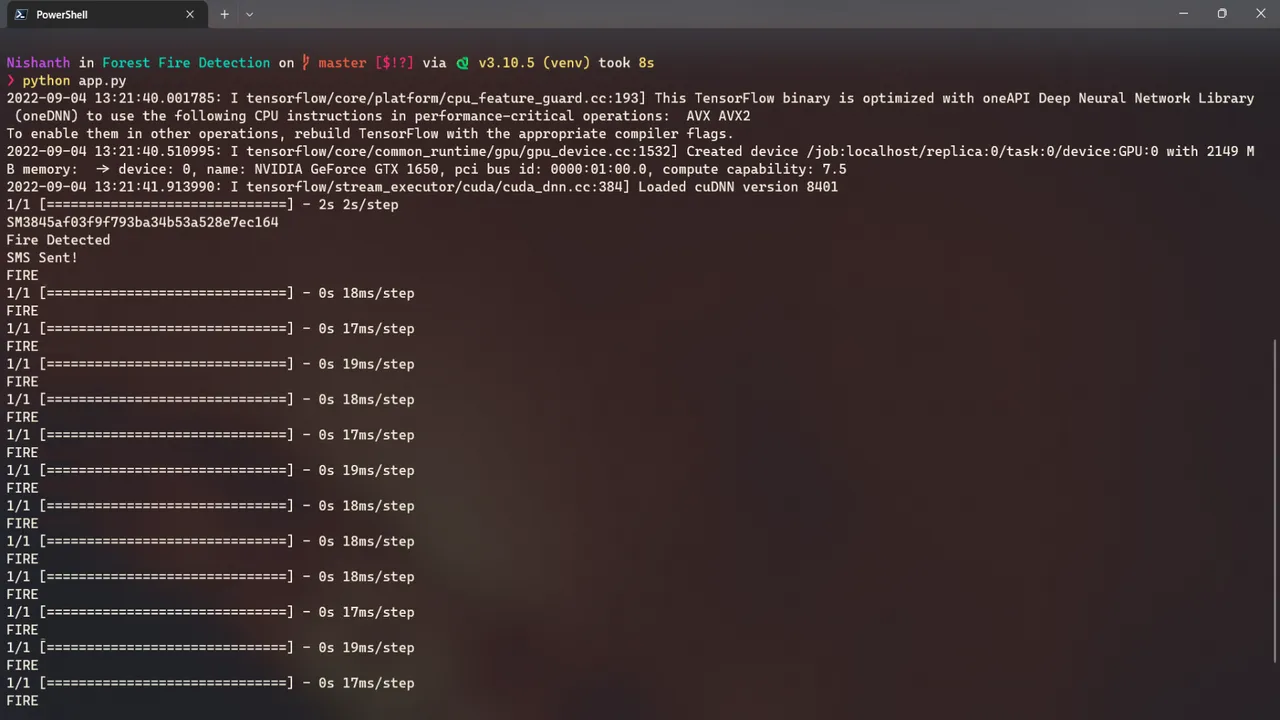 PowerShell
Nishanth in Forest Fire Detection on master [$!?] via v3.10.5 (venv) took 8s
❯ python app.py
2022-09-04 13:21:40.001785: I tensorflow/core/platform/cpu_feature_guard.cc:193] This TensorFlow binary is optimized with oneAPI Deep Neural Network Library
(oneDNN) to use the following CPU instructions in performance-critical operations:  AVX AVX2
To enable them in other operations, rebuild TensorFlow with the appropriate compiler flags.
2022-09-04 13:21:40.510995: I tensorflow/core/common_runtime/gpu/gpu_device.cc:1532] Created device /job:localhost/replica:0/task:0/device:GPU:0 with 2149 M
B memory:  -> device: 0, name: NVIDIA GeForce GTX 1650, pci bus id: 0000:01:00.0, compute capability: 7.5
2022-09-04 13:21:41.913990: I tensorflow/stream_executor/cuda/cuda_dnn.cc:384] Loaded cuDNN version 8401
1/1 [==============================] - 2s 2s/step
SM3845af03f9f793ba34b53a528e7ec164
Fire Detected
SMS Sent!
FIRE
1/1 [==============================] - 0s 18ms/step
FIRE
1/1 [==============================] - 0s 17ms/step
FIRE
1/1 [==============================] - 0s 19ms/step
FIRE
1/1 [==============================] - 0s 18ms/step
FIRE
1/1 [==============================] - 0s 17ms/step
FIRE
1/1 [==============================] - 0s 19ms/step
FIRE
1/1 [==============================] - 0s 18ms/step
FIRE
1/1 [==============================] - 0s 18ms/step
FIRE
1/1 [==============================] - 0s 18ms/step
FIRE
1/1 [==============================] - 0s 17ms/step
FIRE
1/1 [==============================] - 0s 19ms/step
FIRE
1/1 [==============================] - 0s 17ms/step
FIRE